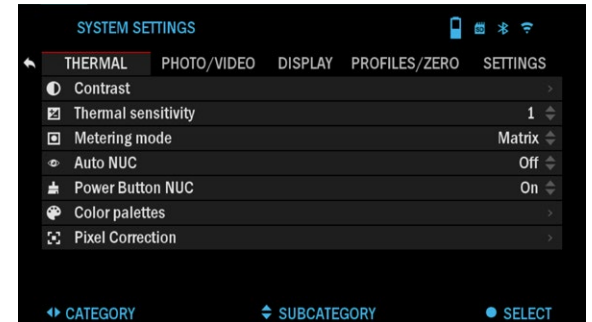 SYSTEM SETTINGS
THERMAL PHOTO/VIDEO DISPLAY PROFILES/ZERO SETTINGS
Contrast
Thermal sensitivity 1
Metering mode Matrix
Auto NUC Off
Power Button NUC On
Color palettes
Pixel Correction
CATEGORY SUBCATEGORY SELECT